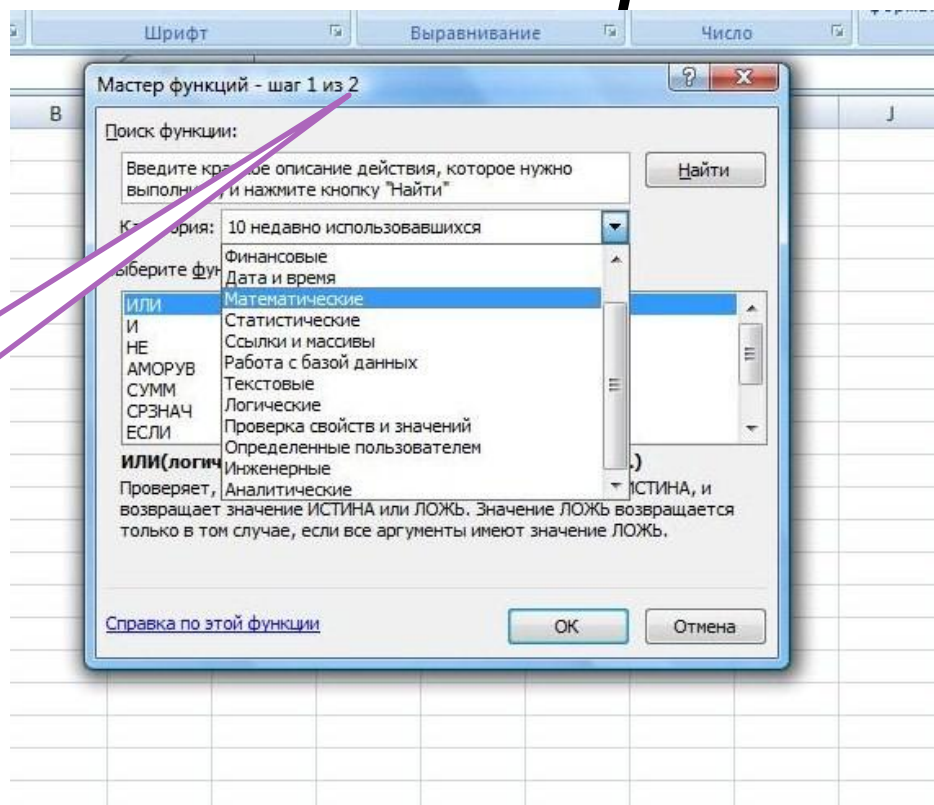 Шрифт Выравнивание Число
Мастер функций - шаг 1 из 2
B J
Поиск функции:
Введите описание действия, которое нужно
и нажмите кнопку "Найти"
Найти
10 недавно использовавшихся
Финансовые
Дата и время
Математические
Статистические
Ссылки и массивы
Работа с базой данных
Текстовые
Логические
Проверка свойств и значений
Определенные пользователем
Инженерные
Аналитические
ИЛИ
И
НЕ
АМОРУВ
СУММ
СРЗНАЧ
ЕСЛИ
Проверяет, ИСТИНА, и
возвращает значение ИСТИНА или ЛОЖЬ. Значение ЛОЖЬ возвращается
только в том случае, если все аргументы имеют значение ЛОЖЬ.
Справка по этой функции
ОК Отмена